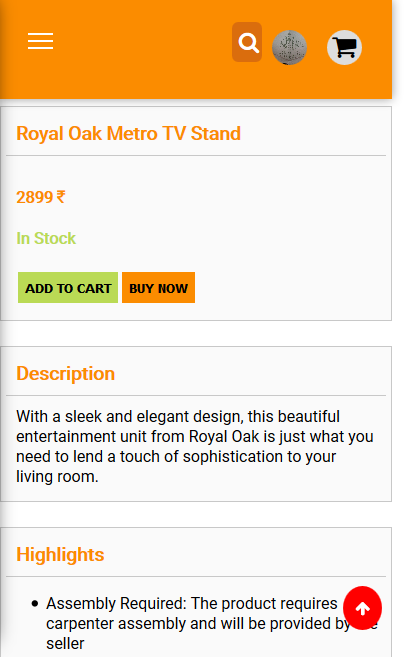 Royal Oak Metro TV Stand
2899 ₹
In Stock
ADD TO CART BUY NOW
Description
With a sleek and elegant design, this beautiful
entertainment unit from Royal Oak is just what you
need to lend a touch of sophistication to your
living room.
Highlights
Assembly Required: The product requires
carpenter assembly and will be provided by
seller